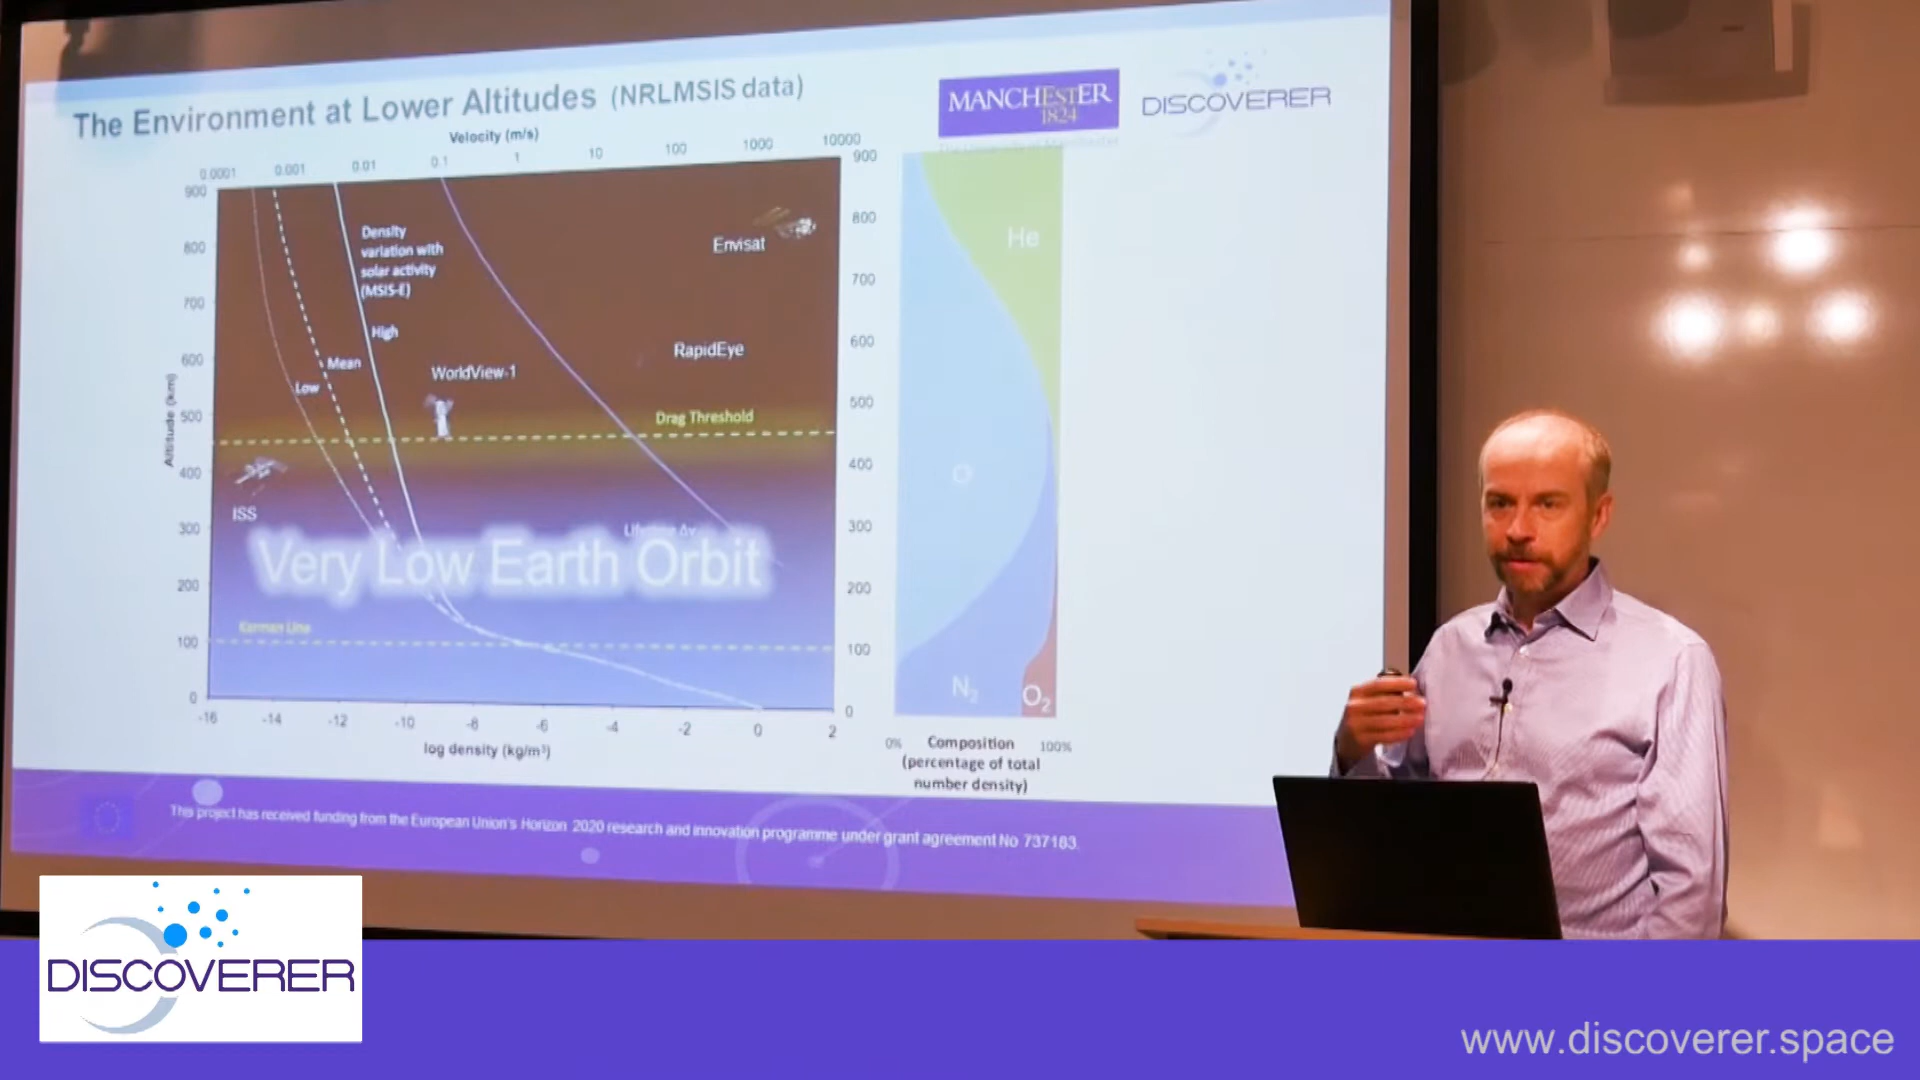 The Environment at Lower Altitudes (NRLMSIS data)
MANCHESTER
1824
The University of Manchester
DISCOVERER
Velocity (m/s)
0.0001 0.001 0.01 0.1 1 10 100 1000 10000
900
800
700
600
500
400
300
200
100
0
Altitude (km)
Density
variation with
solar activity
(MSIS-E)
High
Mean
Low
Envisat
RapidEye
WorldView-1
Drag Threshold
ISS
Lifetime Δv
Very Low Earth Orbit
Karman Line
-16 -14 -12 -10 -8 -6 -4 -2 0 2
log density (kg/m³)
900
800
700
600
500
400
300
200
100
0
He
O
N₂
O₂
0% Composition 100%
(percentage of total
number density)
This project has received funding from the European Union's Horizon 2020 research and innovation programme under grant agreement No 737183.
DISCOVERER
www.discoverer.space